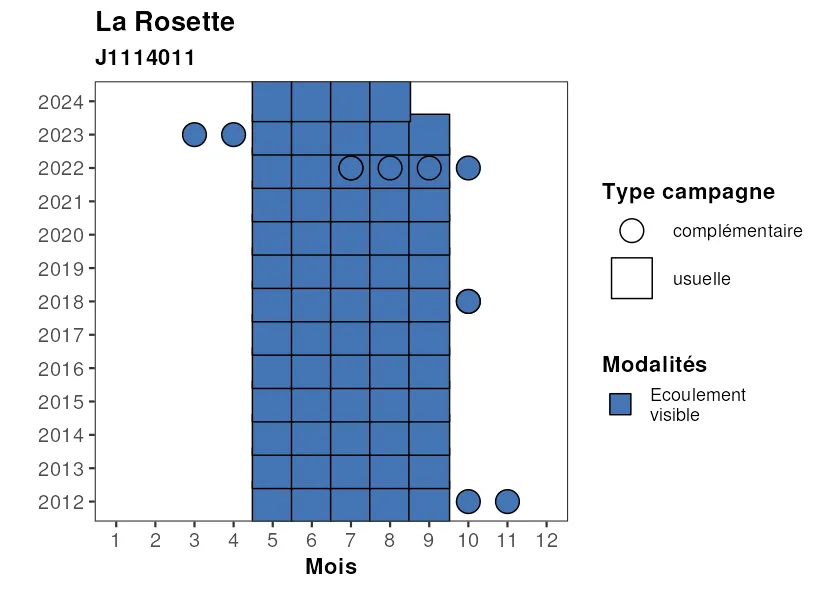 La Rosette
J1114011
2024
2023
2022
2021
2020
2019
2018
2017
2016
2015
2014
2013
2012
1 2 3 4 5 6 7 8 9 10 11 12
Mois
Type campagne
complémentaire
usuelle
Modalités
Ecoulement
visible